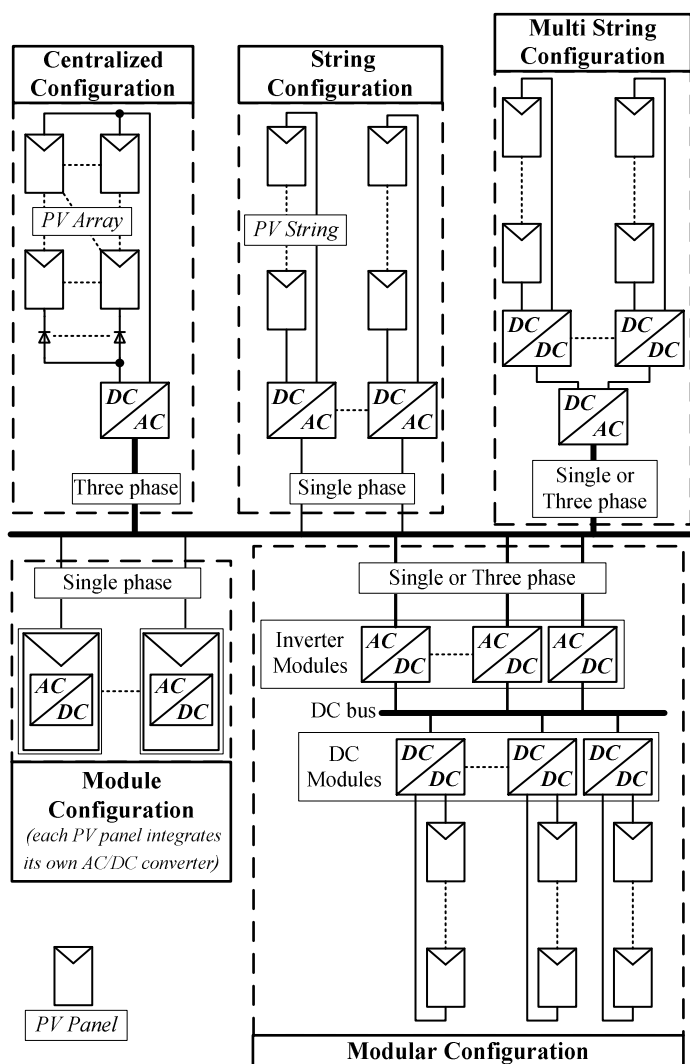 Centralized
Configuration
PV Array
DC
AC
Three phase
String
Configuration
PV String
DC
AC
DC
AC
Single phase
Multi String
Configuration
DC
DC
DC
DC
DC
AC
Single or
Three phase
Single phase
AC
DC
AC
DC
Module
Configuration
(each PV panel integrates
its own AC/DC converter)
PV Panel
Single or Three phase
Inverter
Modules
AC
DC
AC
DC
AC
DC
DC bus
DC
Modules
DC
DC
DC
DC
DC
DC
Modular Configuration